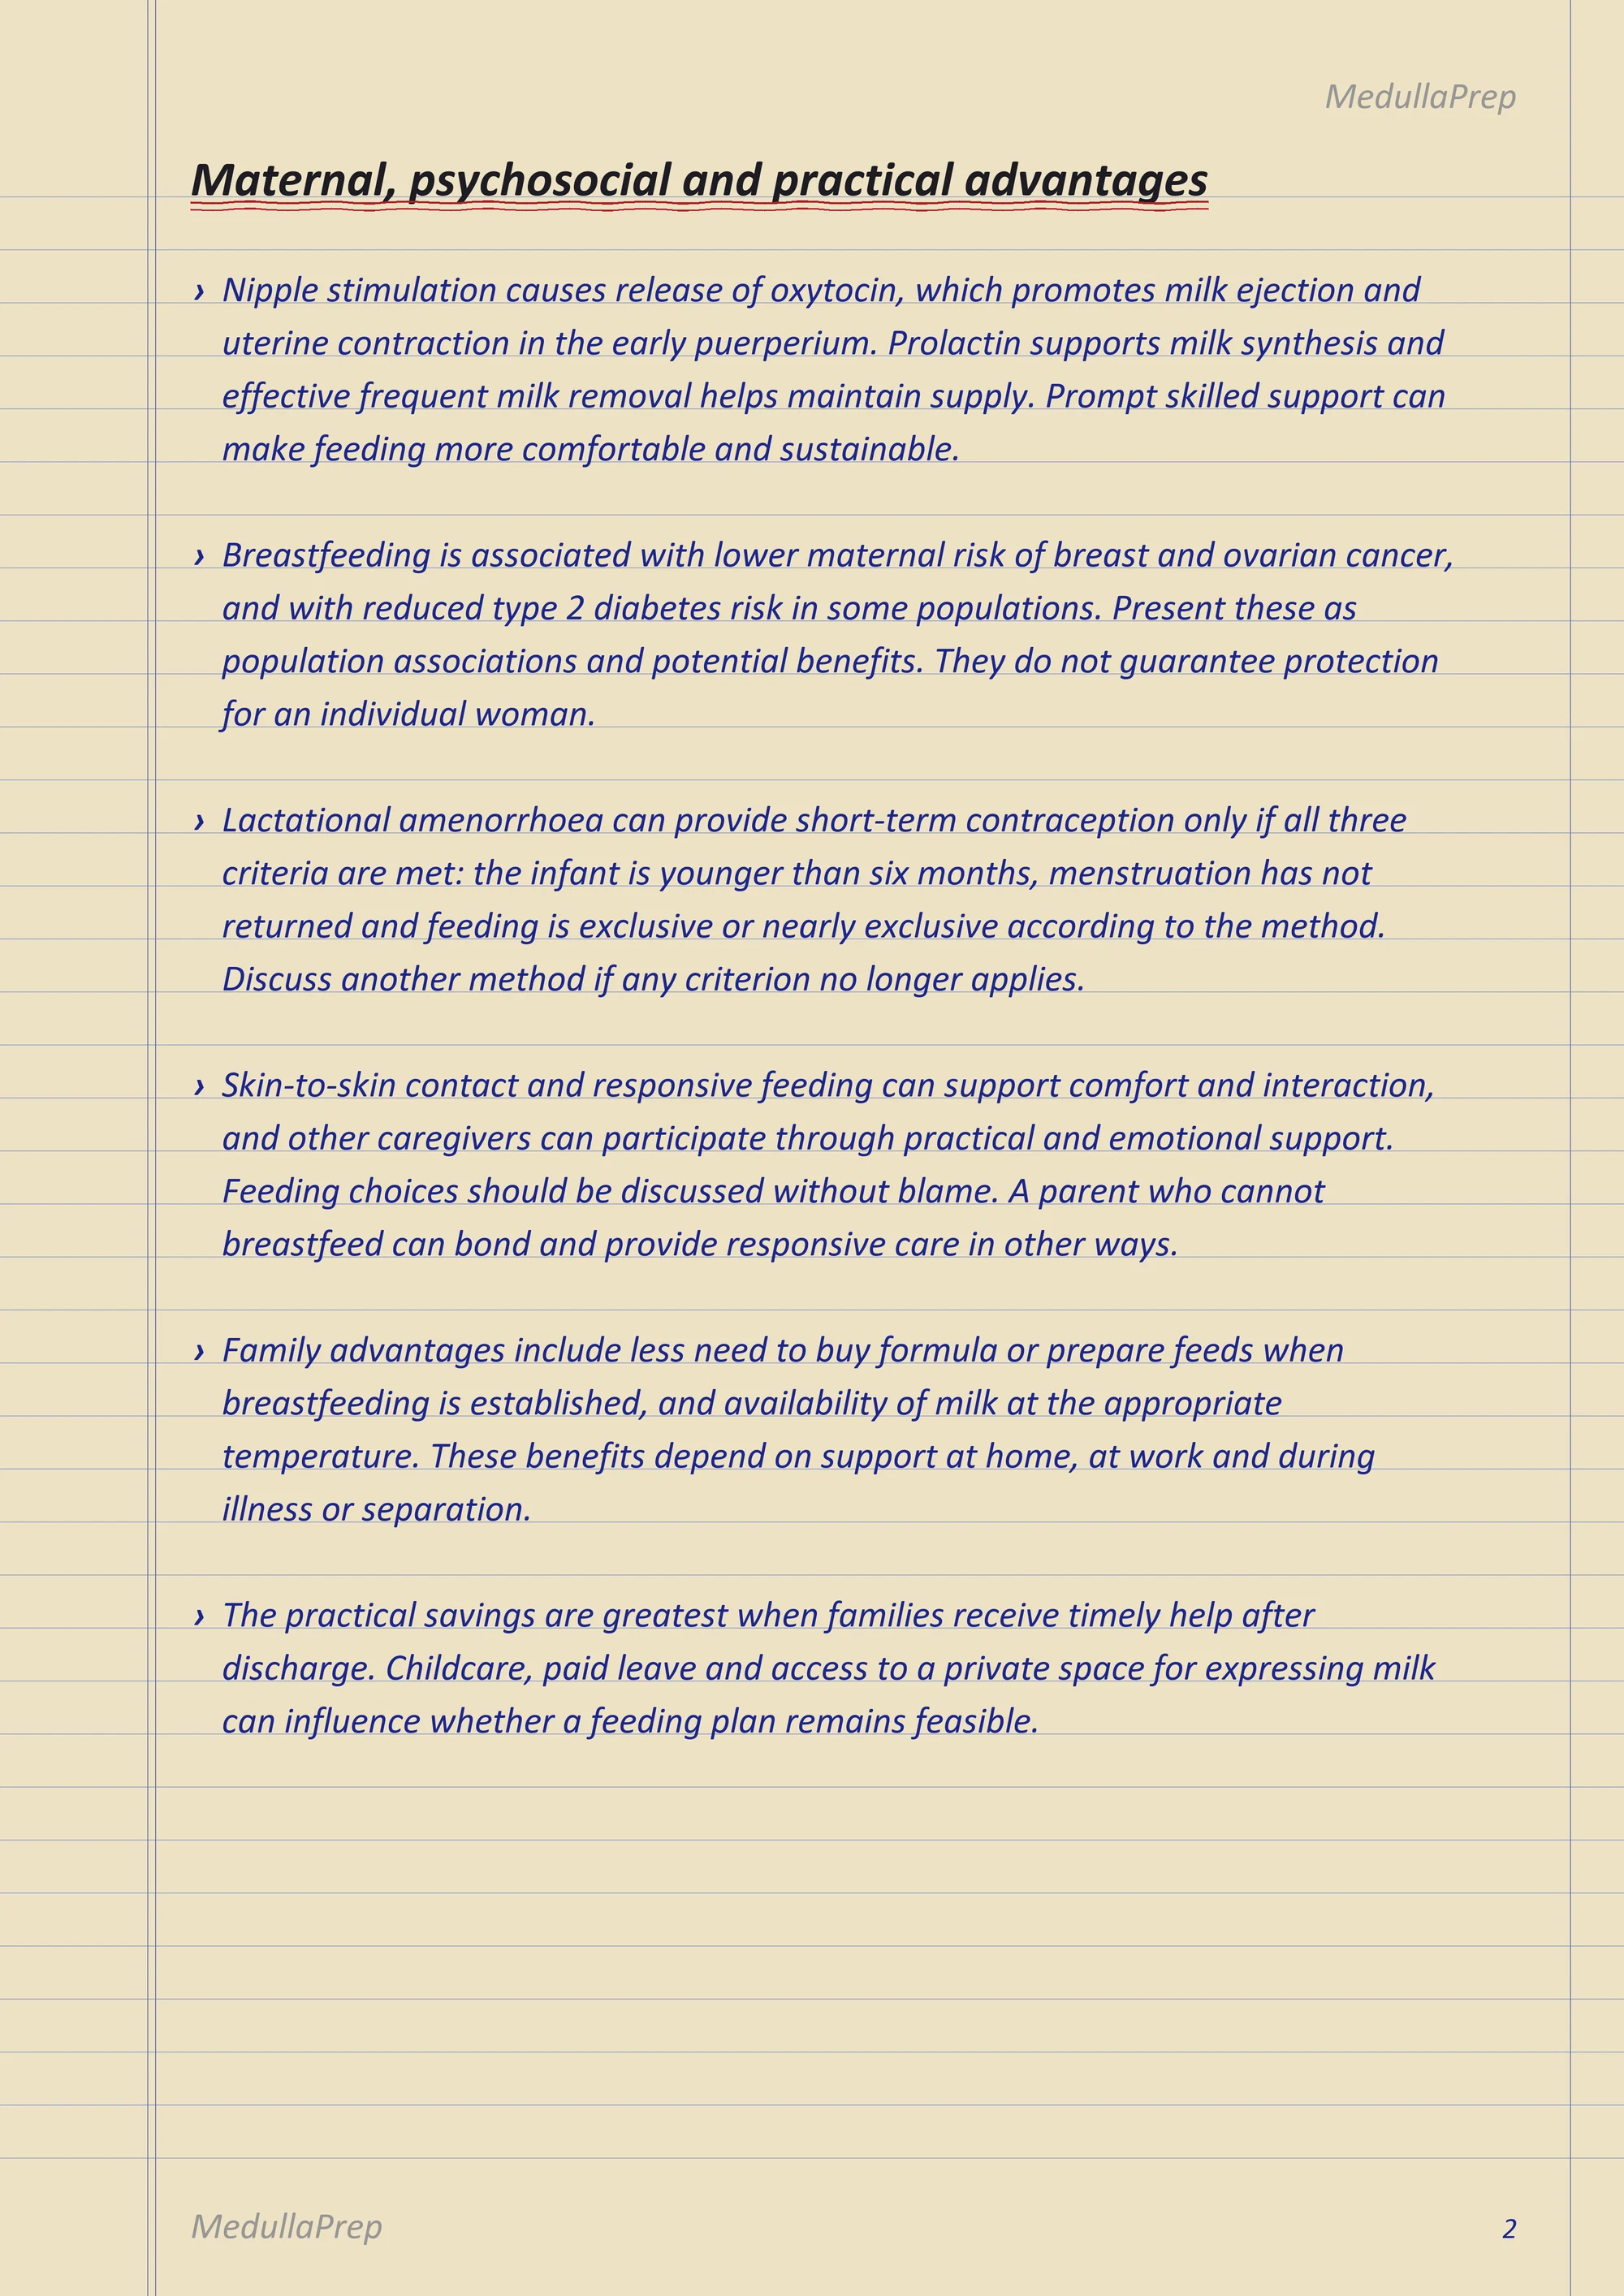 MedullaPrep
Maternal, psychosocial and practical advantages
› Nipple stimulation causes release of oxytocin, which promotes milk ejection and
uterine contraction in the early puerperium. Prolactin supports milk synthesis and
effective frequent milk removal helps maintain supply. Prompt skilled support can
make feeding more comfortable and sustainable.
› Breastfeeding is associated with lower maternal risk of breast and ovarian cancer,
and with reduced type 2 diabetes risk in some populations. Present these as
population associations and potential benefits. They do not guarantee protection
for an individual woman.
› Lactational amenorrhoea can provide short-term contraception only if all three
criteria are met: the infant is younger than six months, menstruation has not
returned and feeding is exclusive or nearly exclusive according to the method.
Discuss another method if any criterion no longer applies.
› Skin-to-skin contact and responsive feeding can support comfort and interaction,
and other caregivers can participate through practical and emotional support.
Feeding choices should be discussed without blame. A parent who cannot
breastfeed can bond and provide responsive care in other ways.
› Family advantages include less need to buy formula or prepare feeds when
breastfeeding is established, and availability of milk at the appropriate
temperature. These benefits depend on support at home, at work and during
illness or separation.
› The practical savings are greatest when families receive timely help after
discharge. Childcare, paid leave and access to a private space for expressing milk
can influence whether a feeding plan remains feasible.
MedullaPrep
2